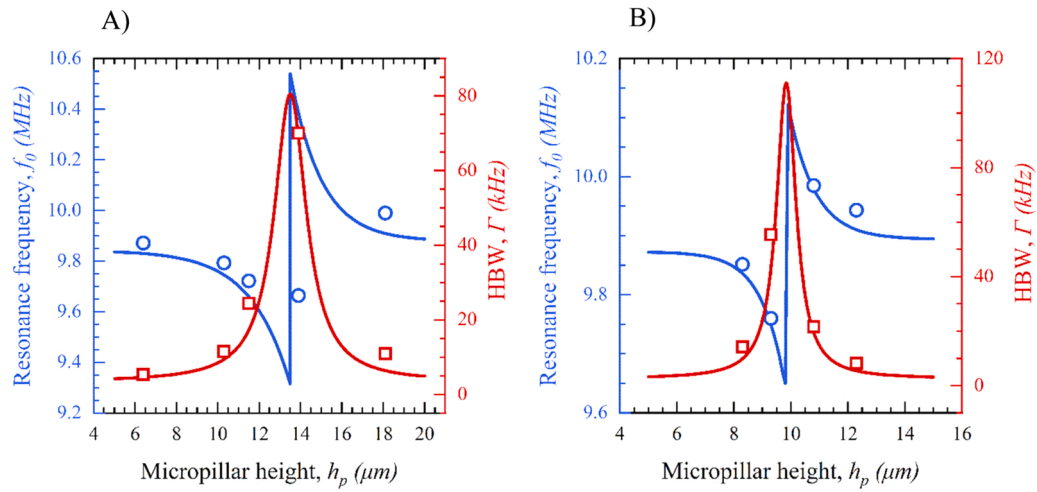 A)
B)
10.6
10.4
10.2
10.0
9.8
9.6
9.4
9.2
Resonance frequency, f0 (MHz)
80
60
40
20
0
HBW, Γ (kHz)
4 6 8 10 12 14 16 18 20
Micropillar height, hp (μm)
10.2
10.0
9.8
9.6
Resonance frequency, f0 (MHz)
120
80
40
0
HBW, Γ (kHz)
4 6 8 10 12 14 16
Micropillar height, hp (μm)